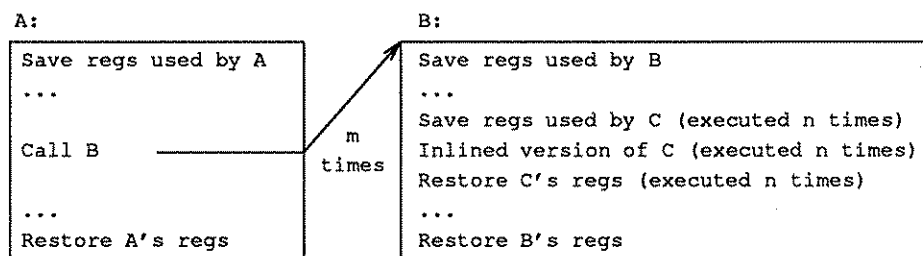 A:
Save regs used by A
...
Call B
...
Restore A's regs
m
times
B:
Save regs used by B
...
Save regs used by C (executed n times)
Inlined version of C (executed n times)
Restore C's regs (executed n times)
...
Restore B's regs